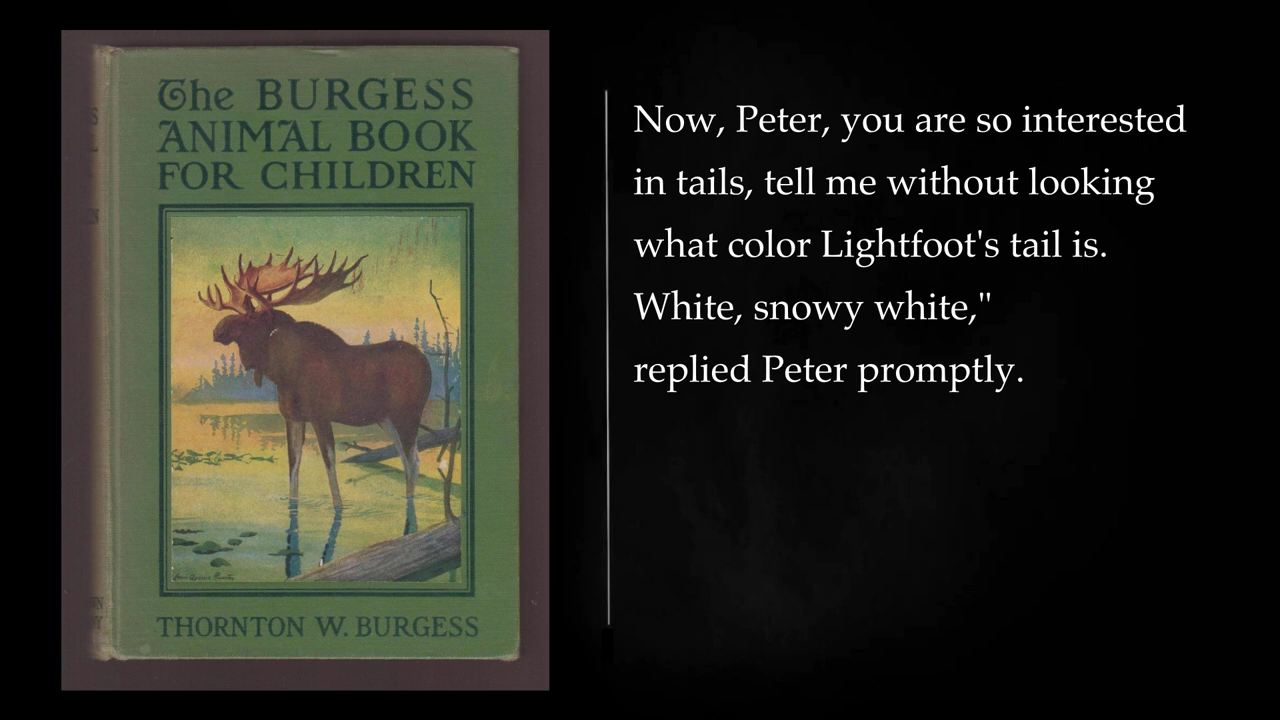 The BURGESS
ANIMAL BOOK
FOR CHILDREN
THORNTON W. BURGESS
Now, Peter, you are so interested
in tails, tell me without looking
what color Lightfoot's tail is.
White, snowy white,"
replied Peter promptly.